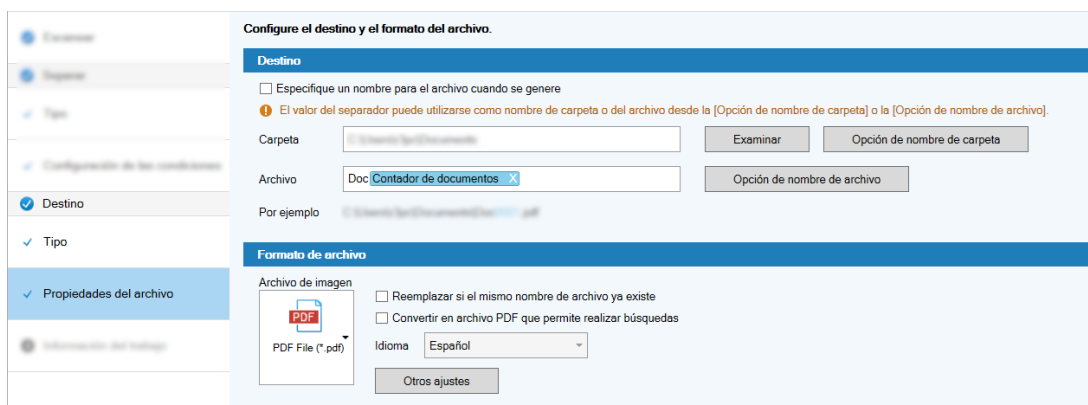 Configure el destino y el formato del archivo.
Destino
Especifique un nombre para el archivo cuando se genere
El valor del separador puede utilizarse como nombre de carpeta o del archivo desde la [Opción de nombre de carpeta] o la [Opción de nombre de archivo].
Carpeta
Examinar
Opción de nombre de carpeta
Archivo
Doc Contador de documentos X
Opción de nombre de archivo
Por ejemplo
Destino
Tipo
Propiedades del archivo
Formato de archivo
Archivo de imagen
PDF
PDF File (*.pdf)
Reemplazar si el mismo nombre de archivo ya existe
Convertir en archivo PDF que permite realizar búsquedas
Idioma
Español
Otros ajustes